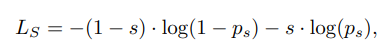 L_S = −(1 − s) · log(1 − p_s) − s · log(p_s),